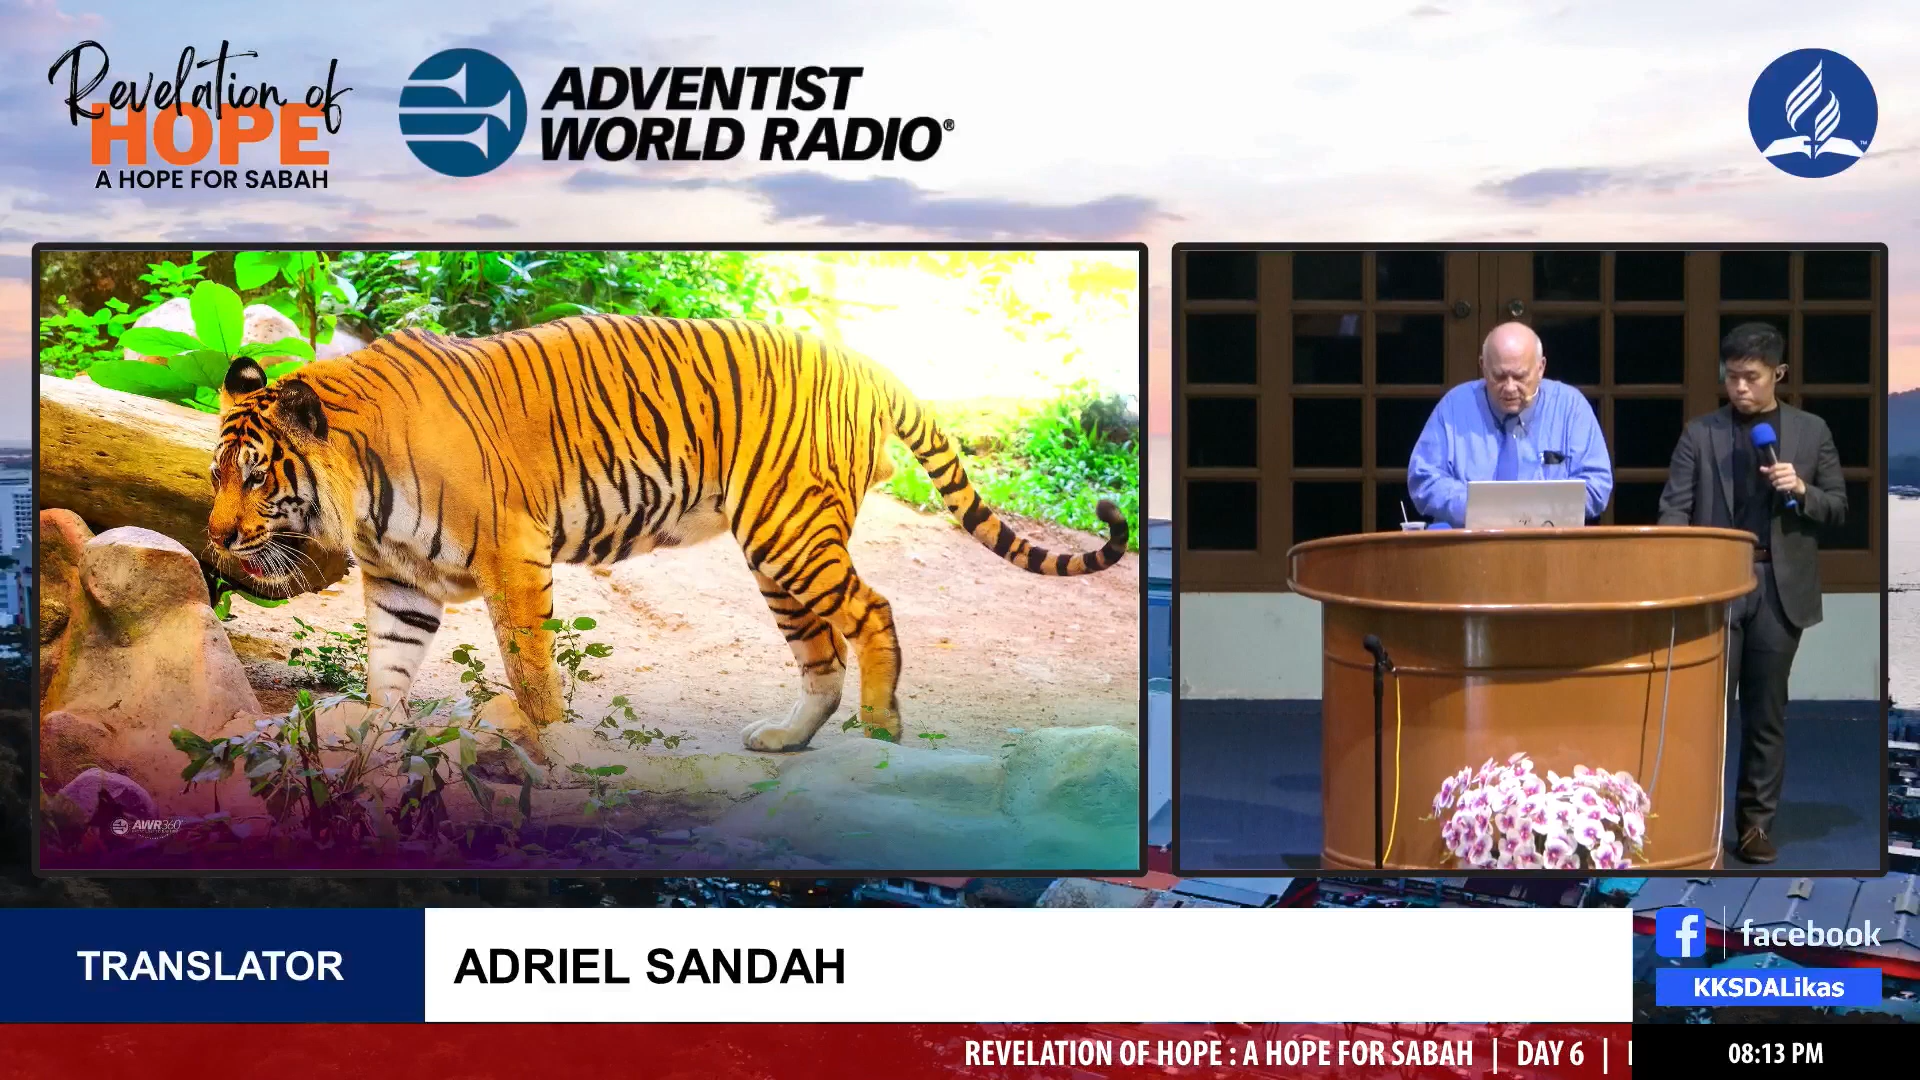 Revelation of
HOPE
A HOPE FOR SABAH
ADVENTIST
WORLD RADIO®
AWR360°
TRANSLATOR
ADRIEL SANDAH
facebook
KKSDALikas
REVELATION OF HOPE : A HOPE FOR SABAH | DAY 6 |
08:13 PM